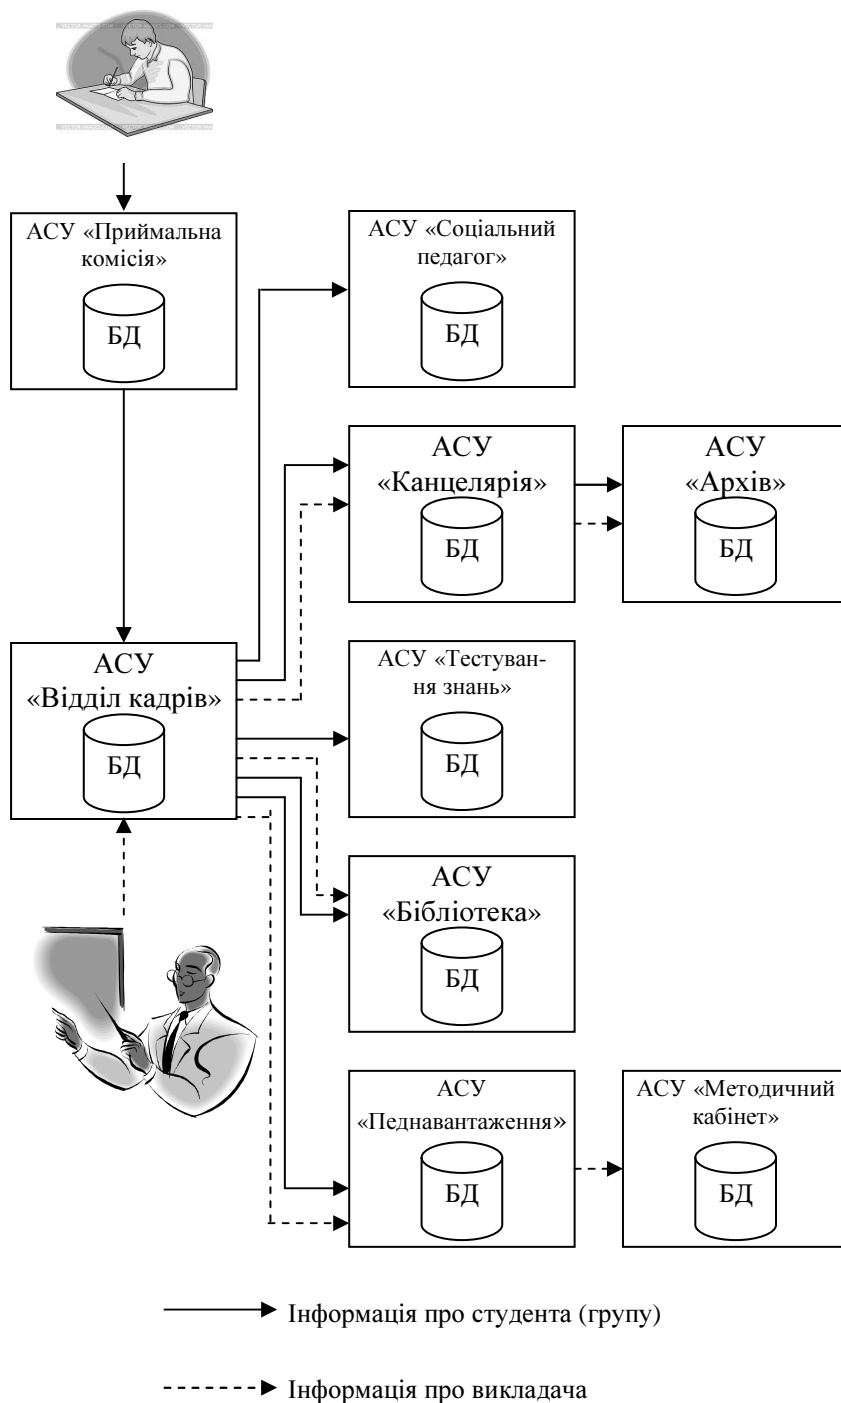 АСУ «Приймальна
комісія»
БД
АСУ «Соціальний
педагог»
БД
АСУ
«Канцелярія»
БД
АСУ
«Архів»
БД
АСУ
«Відділ кадрів»
БД
АСУ «Тестуван-
ня знань»
БД
АСУ
«Бібліотека»
БД
АСУ
«Педнавантаження»
БД
АСУ «Методичний
кабінет»
БД
Інформація про студента (групу)
Інформація про викладача